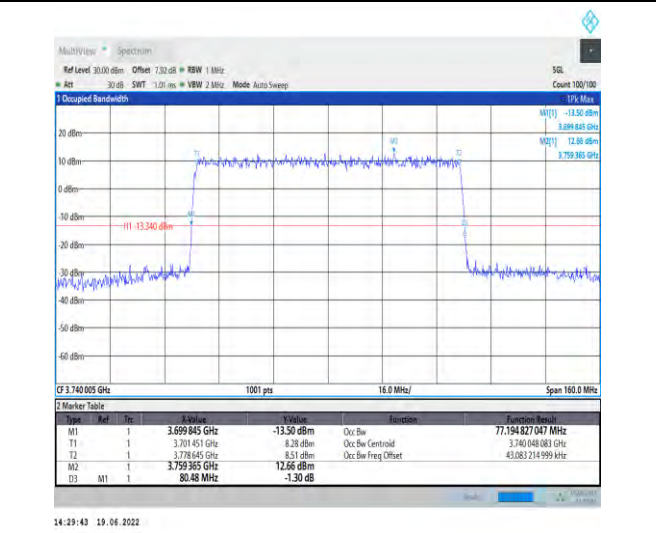 MultiView Spectrum
Ref Level 30.00 dBm Offset 7.92 dB RBW 1 MHz SGL
Att 30 dB SWT 1.01 ms VBW 2 MHz Mode Auto Sweep Count 100/100
1 Occupied Bandwidth 1Pk Max
M1[1] -13.50 dBm
3.699 845 GHz
20 dBm
M2[1] 12.66 dBm
3.759 365 GHz
M2
T1 T2
10 dBm
0 dBm
M1
-10 dBm
H1 -13.340 dBm
D3
-20 dBm
-30 dBm
-40 dBm
-50 dBm
-60 dBm
CF 3.740 005 GHz 1001 pts 16.0 MHz/ Span 160.0 MHz
2 Marker Table
Type Ref Trc X-Value Y-Value Function Function Result
M1 1 3.699 845 GHz -13.50 dBm Occ Bw 77.194 827 047 MHz
T1 1 3.701 451 GHz 8.28 dBm Occ Bw Centroid 3.740 048 083 GHz
T2 1 3.778 645 GHz 8.51 dBm Occ Bw Freq Offset 43.083 214 999 kHz
M2 1 3.759 365 GHz 12.66 dBm
D3 M1 1 80.48 MHz -1.30 dB
14:29:43 19.06.2022